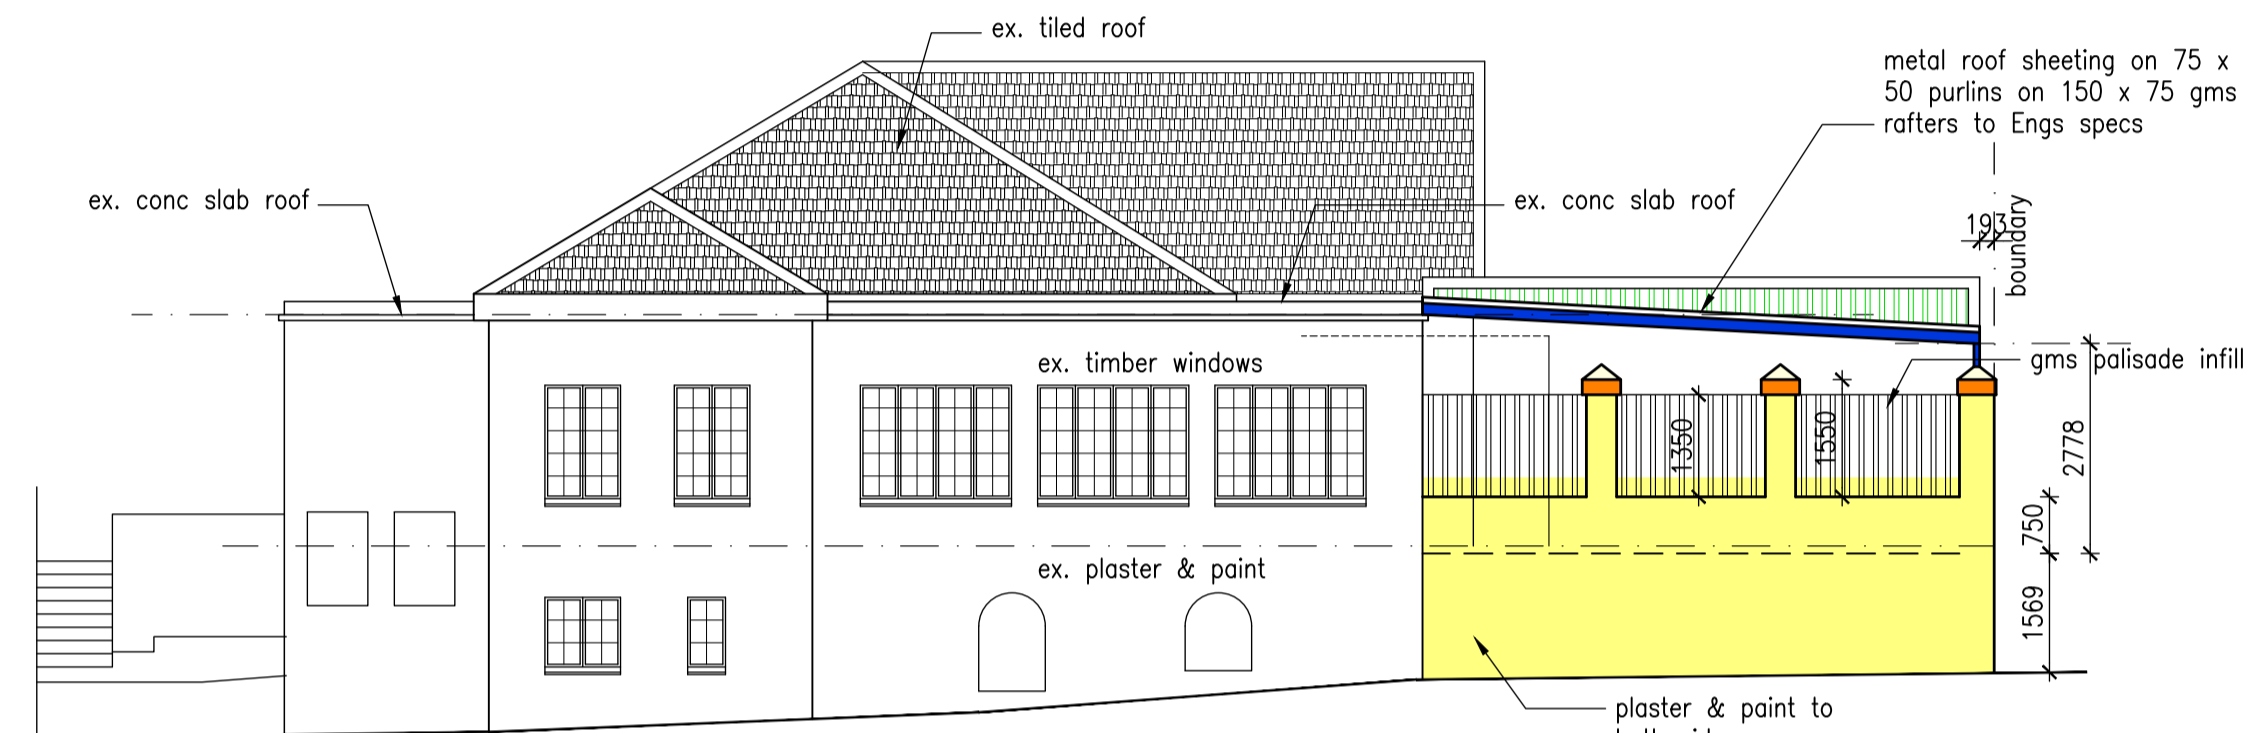 ex. tiled roof
metal roof sheeting on 75 x
50 purlins on 150 x 75 gms
rafters to Engs specs
ex. conc slab roof
ex. conc slab roof
193
boundary
ex. timber windows
gms palisade infill
1350
1550
2778
750
ex. plaster & paint
1569
plaster & paint to